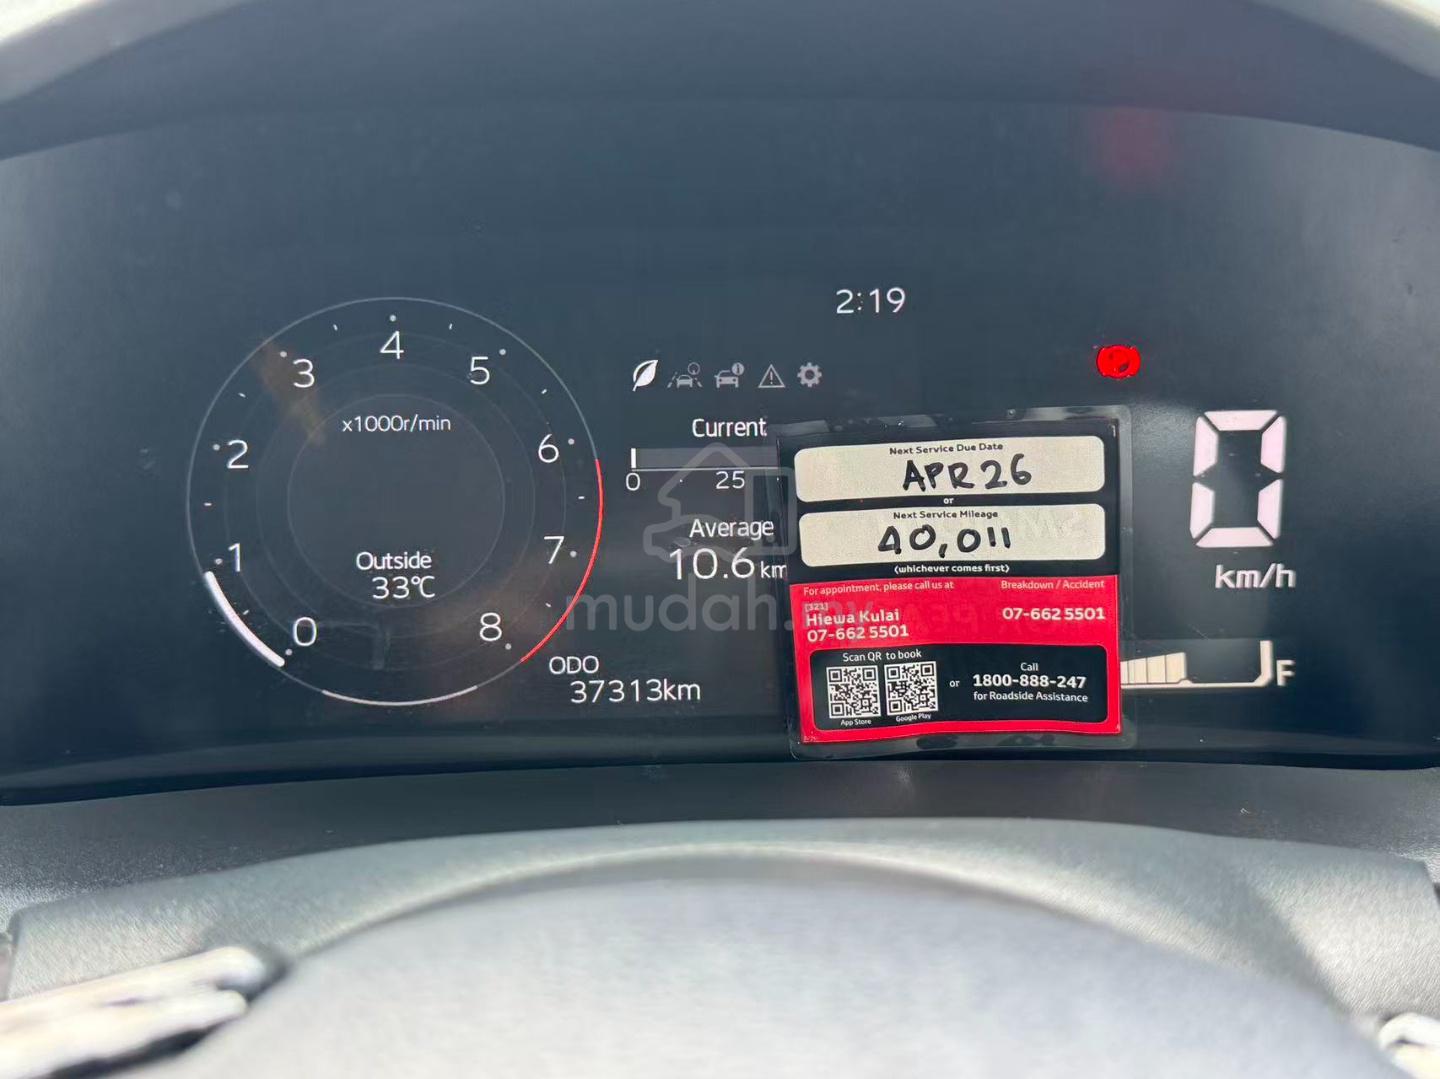 2:19
4
3
5
x1000r/min
2
6
1
7
Outside
33℃
0
8
Current
0
25
Average
10.6 km
ODO
37313km
Next Service Due Date
APR 26
or
Next Service Mileage
40,011
(whichever comes first)
For appointment, please call us at
Breakdown / Accident
[321]
Hiewa Kulai
07-662 5501
07-662 5501
Scan QR to book
App Store
Google Play
or
Call
1800-888-247
for Roadside Assistance
0
km/h
F
mudah.my